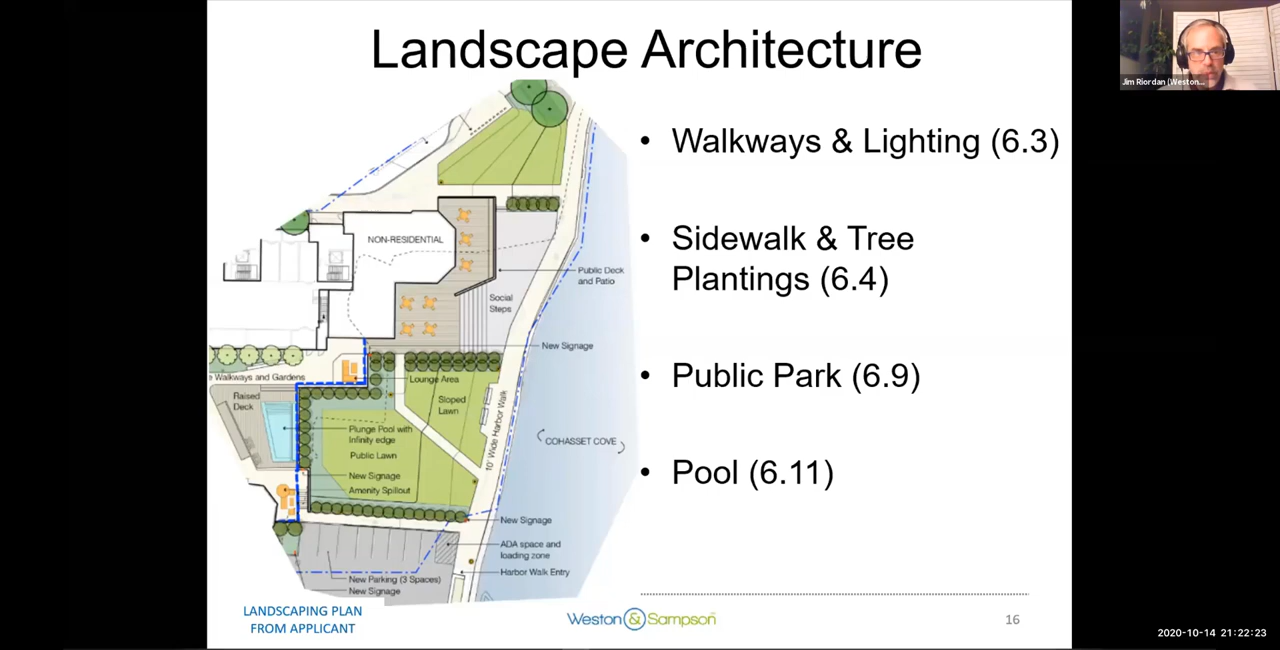 Landscape Architecture
Jim Riordan (Weston...
• Walkways & Lighting (6.3)
• Sidewalk & Tree
Plantings (6.4)
• Public Park (6.9)
• Pool (6.11)
NON-RESIDENTIAL
Public Deck
and Patio
Social
Steps
New Signage
e Walkways and Gardens
Lounge Area
Raised
Deck
Sloped
Lawn
10' Wide Harbor Walk
Plunge Pool with
Infinity edge
COHASSET COVE
Public Lawn
New Signage
Amenity Spillout
New Signage
ADA space and
loading zone
Harbor Walk Entry
New Parking (3 Spaces)
New Signage
LANDSCAPING PLAN
FROM APPLICANT
Weston & Sampson
16
2020-10-14 21:22:23